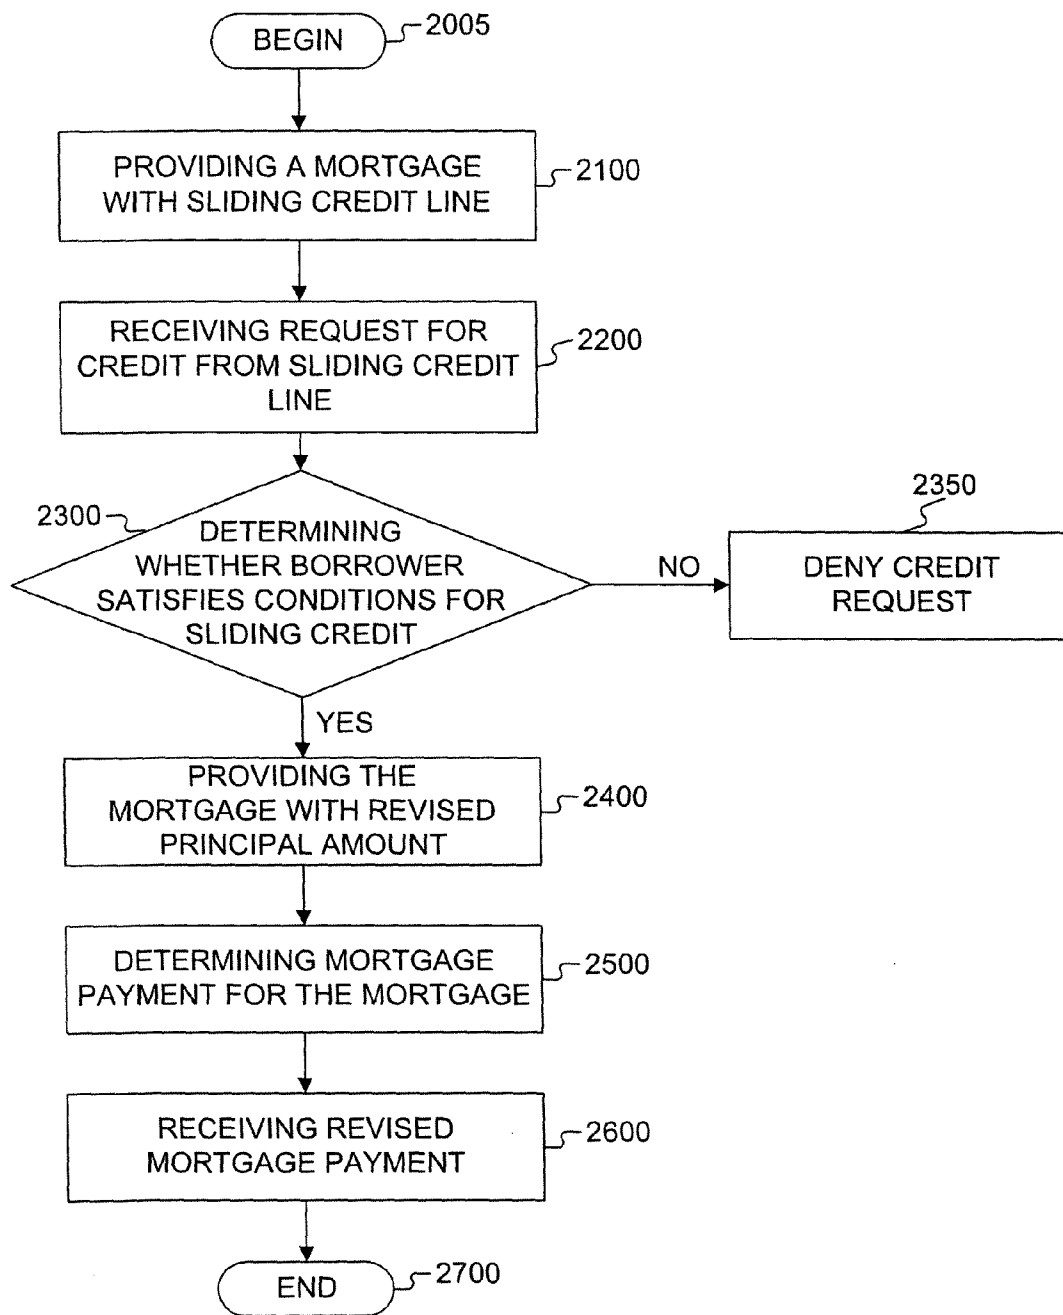 BEGIN
2005
PROVIDING A MORTGAGE
WITH SLIDING CREDIT LINE
2100
RECEIVING REQUEST FOR
CREDIT FROM SLIDING CREDIT
LINE
2200
2300
DETERMINING
WHETHER BORROWER
SATISFIES CONDITIONS FOR
SLIDING CREDIT
NO
2350
DENY CREDIT
REQUEST
YES
PROVIDING THE
MORTGAGE WITH REVISED
PRINCIPAL AMOUNT
2400
DETERMINING MORTGAGE
PAYMENT FOR THE MORTGAGE
2500
RECEIVING REVISED
MORTGAGE PAYMENT
2600
END
2700